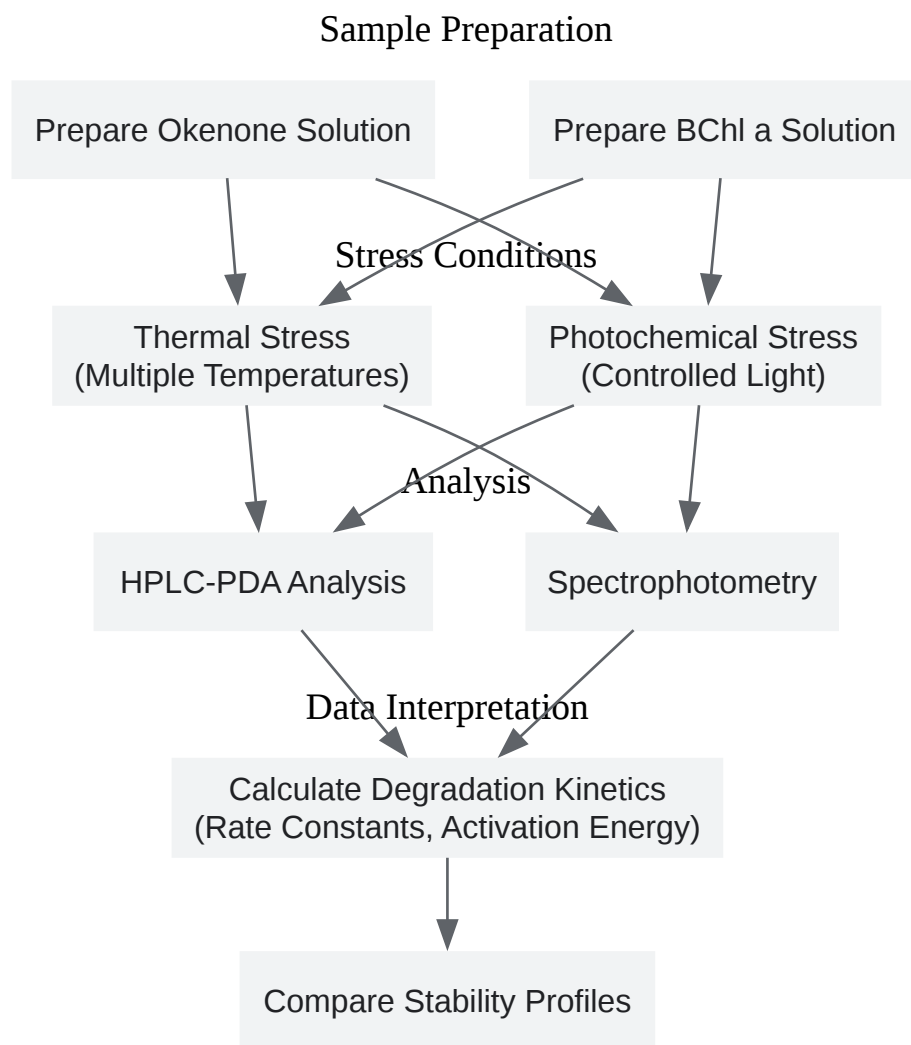 Sample Preparation
Prepare Okenone Solution
Prepare BChl a Solution
Stress Conditions
Thermal Stress
(Multiple Temperatures)
Photochemical Stress
(Controlled Light)
Analysis
HPLC-PDA Analysis
Spectrophotometry
Data Interpretation
Calculate Degradation Kinetics
(Rate Constants, Activation Energy)
Compare Stability Profiles